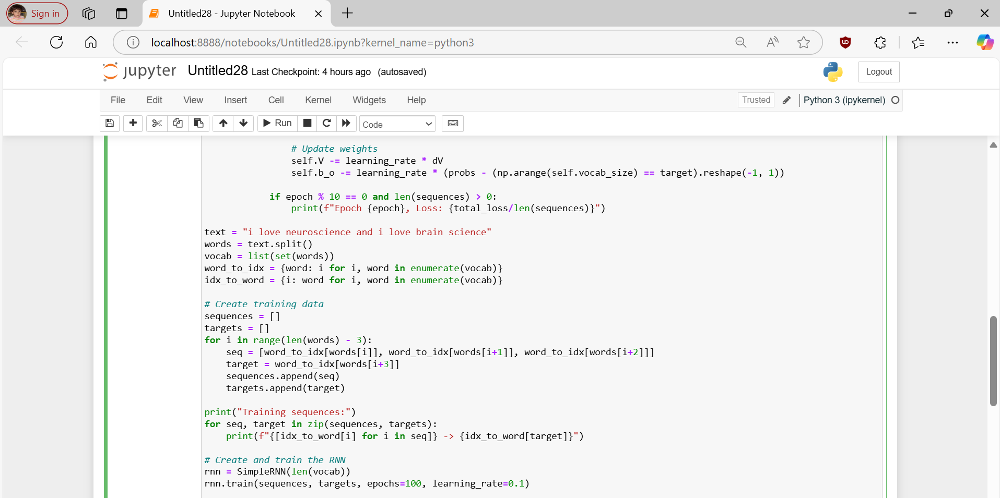 Sign in
Untitled28 - Jupyter Notebook
localhost:8888/notebooks/Untitled28.ipynb?kernel_name=python3
jupyter Untitled28 Last Checkpoint: 4 hours ago (autosaved)
Logout
File Edit View Insert Cell Kernel Widgets Help
Trusted
Python 3 (ipykernel)
Run
Code
# Update weights
self.V -= learning_rate * dV
self.b_o -= learning_rate * (probs - (np.arange(self.vocab_size) == target).reshape(-1, 1))
if epoch % 10 == 0 and len(sequences) > 0:
print(f"Epoch {epoch}, Loss: {total_loss/len(sequences)}")
text = "i love neuroscience and i love brain science"
words = text.split()
vocab = list(set(words))
word_to_idx = {word: i for i, word in enumerate(vocab)}
idx_to_word = {i: word for i, word in enumerate(vocab)}
# Create training data
sequences = []
targets = []
for i in range(len(words) - 3):
seq = [word_to_idx[words[i]], word_to_idx[words[i+1]], word_to_idx[words[i+2]]]
target = word_to_idx[words[i+3]]
sequences.append(seq)
targets.append(target)
print("Training sequences:")
for seq, target in zip(sequences, targets):
print(f"{[idx_to_word[i] for i in seq]} -> {idx_to_word[target]}")
# Create and train the RNN
rnn = SimpleRNN(len(vocab))
rnn.train(sequences, targets, epochs=100, learning_rate=0.1)